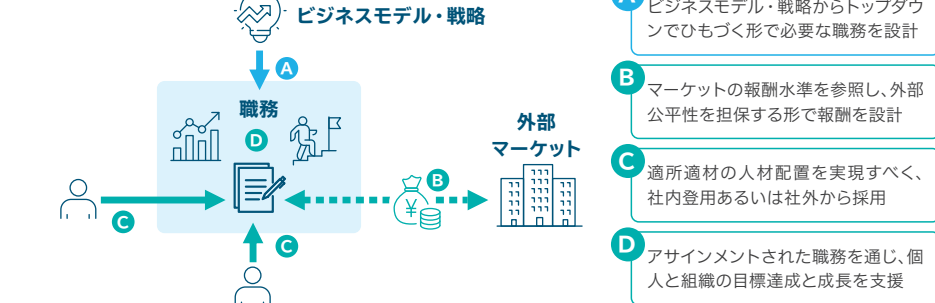 ビジネスモデル・戦略
A
職務
D
外部
マーケット
B
¥
C
C
A
ビジネスモデル・戦略からトップダウ
ンでひもづく形で必要な職務を設計
B
マーケットの報酬水準を参照し、外部
公平性を担保する形で報酬を設計
C
適所適材の人材配置を実現すべく、
社内登用あるいは社外から採用
D
アサインメントされた職務を通じ、個
人と組織の目標達成と成長を支援